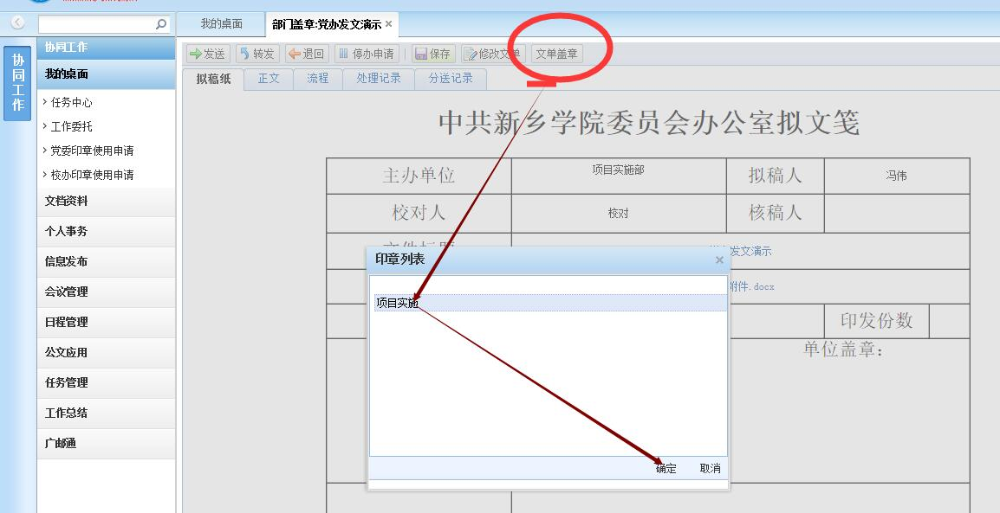 我的桌面
部门盖章:党办发文演示
协同工作
协同工作
我的桌面
任务中心
工作委托
党委印章使用申请
校办印章使用申请
文档资料
个人事务
信息发布
会议管理
日程管理
公文应用
任务管理
工作总结
广邮通
发送
转发
退回
停办申请
保存
修改文单
文单盖章
拟稿纸
正文
流程
处理记录
分送记录
中共新乡学院委员会办公室拟文笺
主办单位 项目实施部 拟稿人 冯伟
校对人 校对 核稿人
文件标题 发文演示
附件.docx
印发份数
单位盖章：
印章列表
项目实施
确定 取消